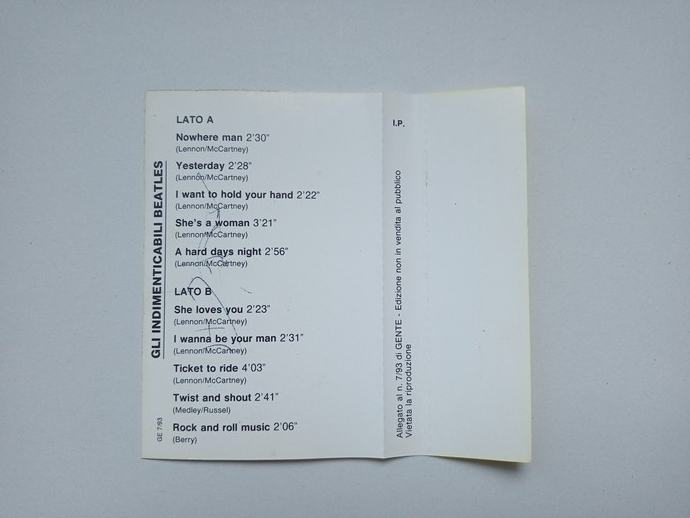 GLI INDIMENTICABILI BEATLES
GE 7/93
LATO A
Nowhere man 2'30"
(Lennon/McCartney)
Yesterday 2'28"
(Lennon/McCartney)
I want to hold your hand 2'22"
(Lennon/McCartney)
She's a woman 3'21"
(Lennon/McCartney)
A hard days night 2'56"
(Lennon/McCartney)
LATO B
She loves you 2'23"
(Lennon/McCartney)
I wanna be your man 2'31"
(Lennon/McCartney)
Ticket to ride 4'03"
(Lennon/McCartney)
Twist and shout 2'41"
(Medley/Russel)
Rock and roll music 2'06"
(Berry)
I.P.
Allegato al n. 7/93 di GENTE - Edizione non in vendita al pubblico
Vietata la riproduzione